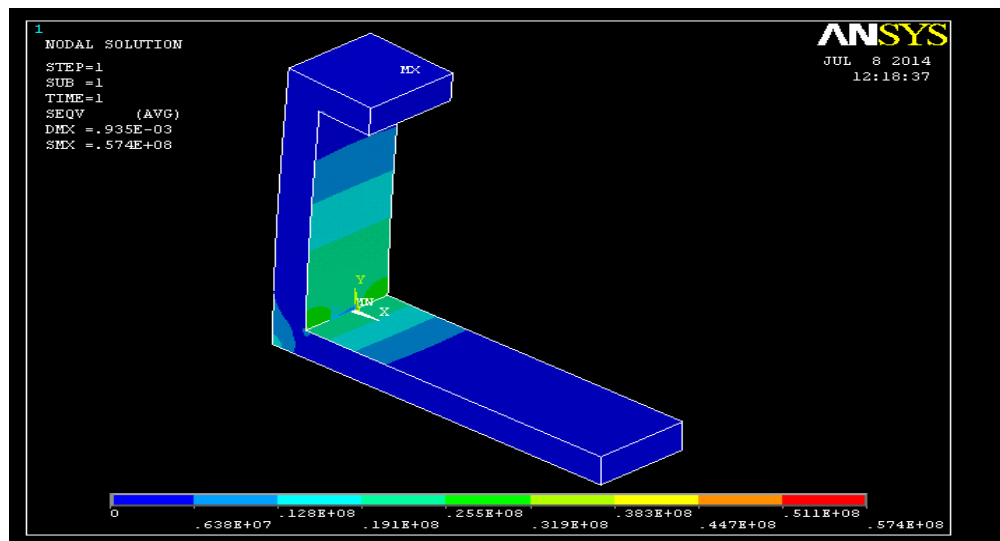 1
NODAL SOLUTION
STEP=1
SUB =1
TIME=1
SEQV (AVG)
DMX =.935E-03
SMX =.574E+08
ANSYS
JUL 8 2014
12:18:37
MX
Y
MN
X
0 .128E+08 .255E+08 .383E+08 .511E+08
.638E+07 .191E+08 .319E+08 .447E+08 .574E+08